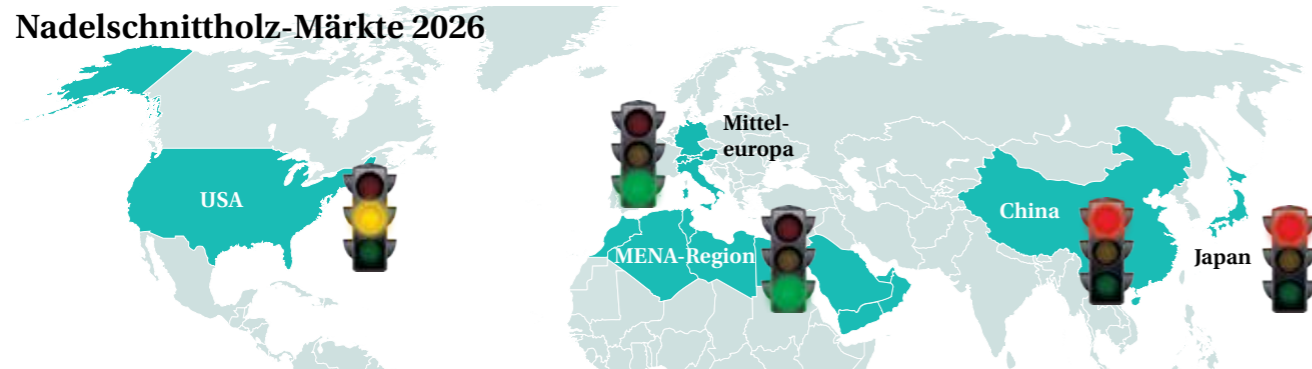 Nadelschnittholz-Märkte 2026
Mittel-
europa
USA
China
MENA-Region
Japan